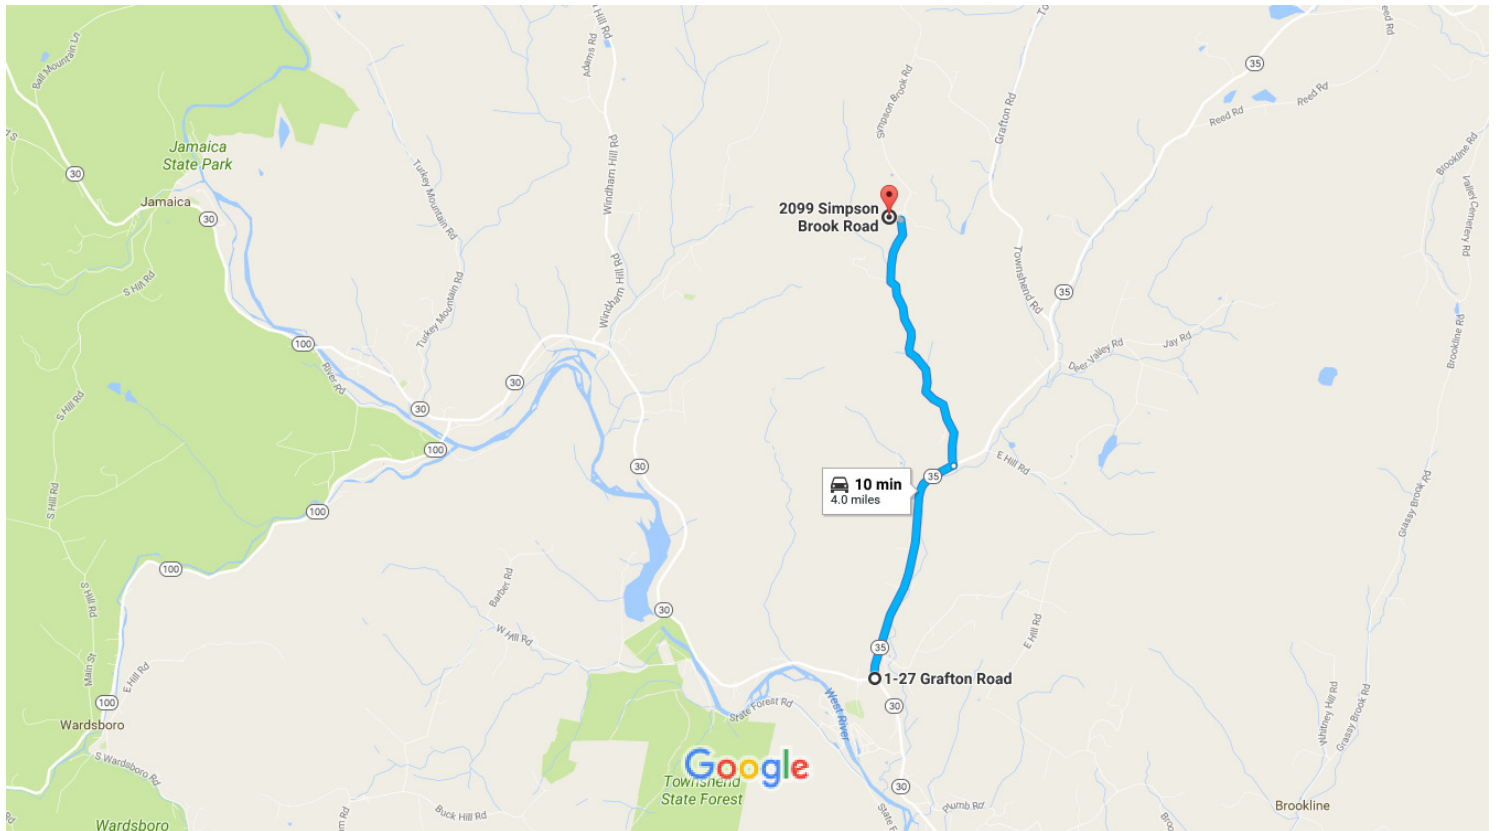 Ball Mountain Ln
Adams Rd
W Hill Rd
Simpson Brook Rd
Grafton Rd
35
Reed Rd
Reed Rd
Jamaica
State Park
30
Jamaica
30
Turkey Mountain Rd
Windham Hill Rd
Brookline Rd
Valley Cemetery Rd
2099 Simpson
Brook Road
S Hill Rd
Windham Hill Rd
Townshend Rd
35
Turkey Mountain Rd
100
River Rd
30
30
Deer Valley Rd
Jay Rd
Brookline Rd
S Hill Rd
100
30
35
E Hill Rd
10 min
4.0 miles
S Hill Rd
100
Grassy Brook Rd
100
Barber Rd
S Hill Rd
30
W Hill Rd
35
E Hill Rd
1-27 Grafton Road
Main St
E Hill Rd
100
State Forest Rd
West River
30
Whitney Hill Rd
Grassy Brook Rd
Wardsboro
S Wardsboro Rd
Google
Townshend
State Forest
30
Plumb Rd
Brookline
Buck Hill Rd
Wardsboro